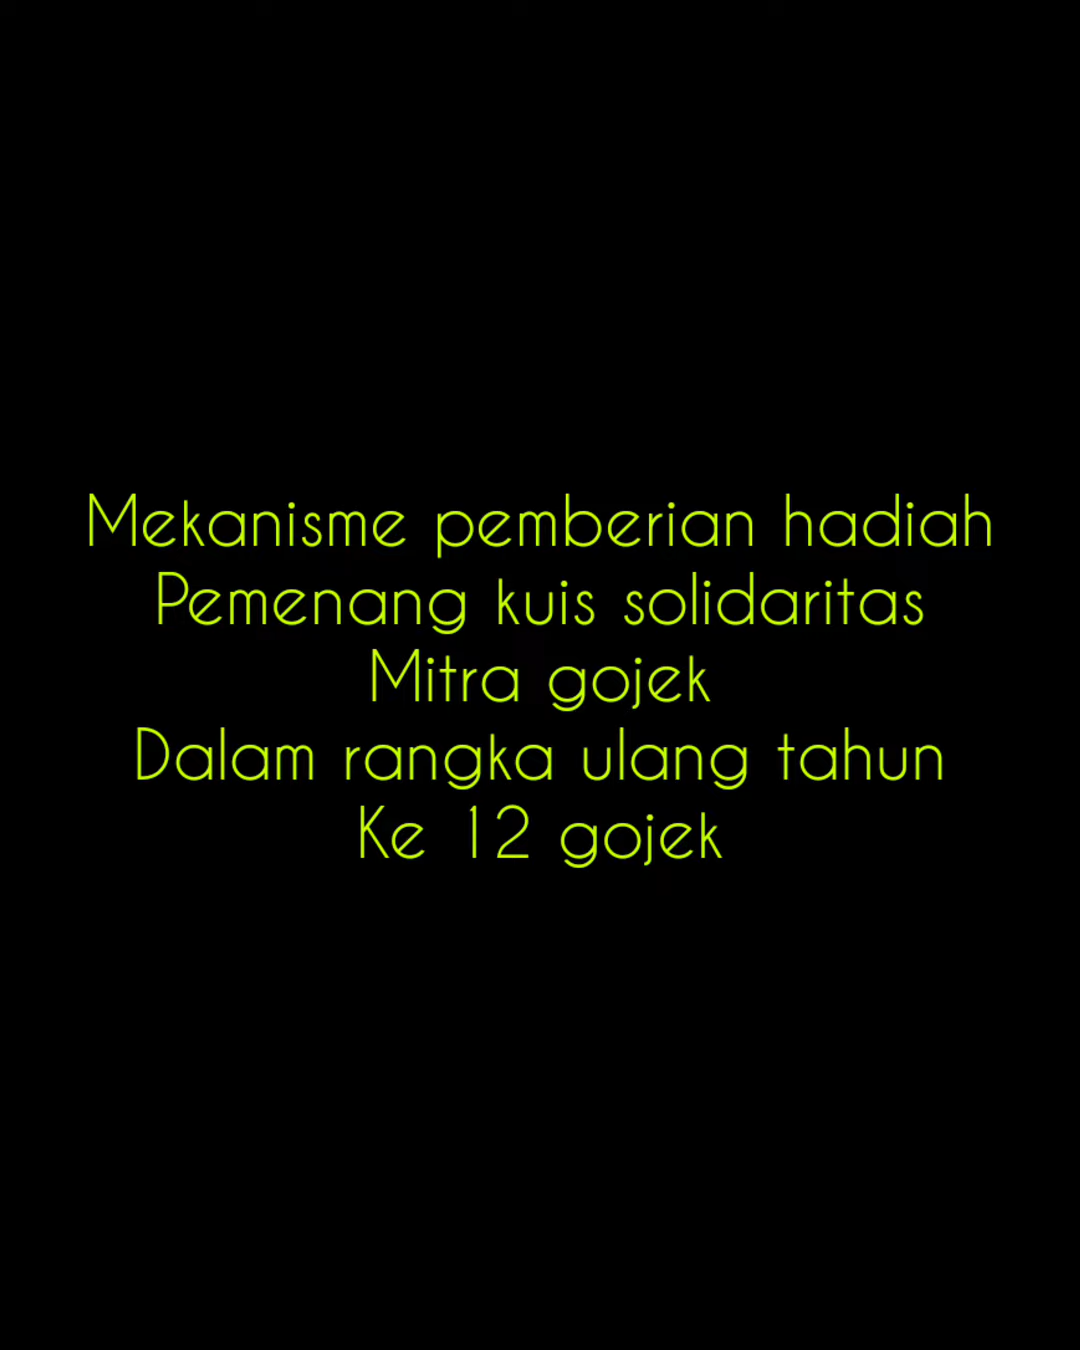 Mekanisme pemberian hadiah
Pemenang kuis solidaritas
Mitra gojek
Dalam rangka ulang tahun
Ke 12 gojek